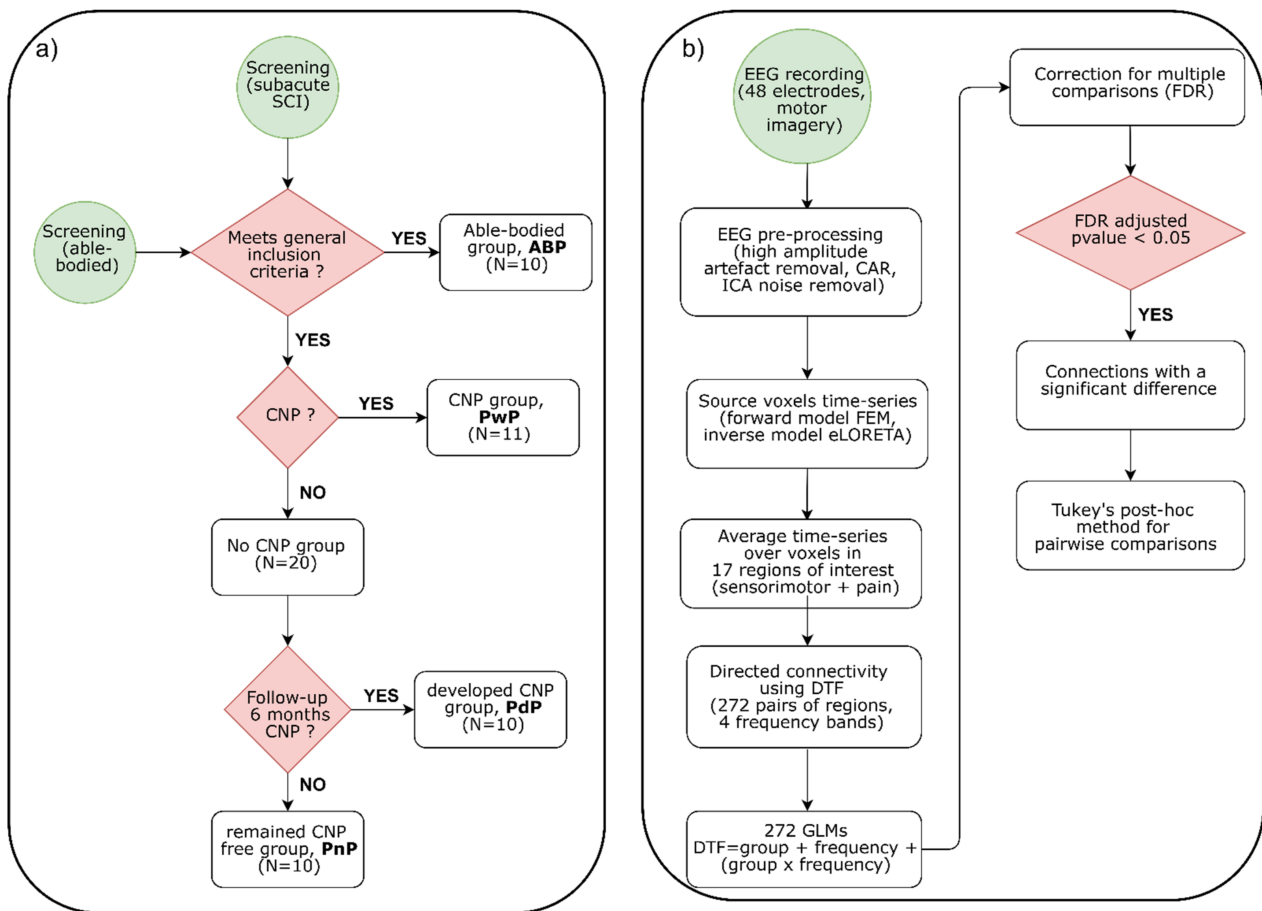 a)
Screening
(subacute
SCI)
Screening
(able-
bodied)
Meets general
inclusion
criteria ?
YES
Able-bodied
group, ABP
(N=10)
YES
CNP ?
YES
CNP group,
PwP
(N=11)
NO
No CNP group
(N=20)
Follow-up
6 months
CNP ?
YES
developed CNP
group, PdP
(N=10)
NO
remained CNP
free group, PnP
(N=10)
b)
EEG recording
(48 electrodes,
motor
imagery)
EEG pre-processing
(high amplitude
artefact removal, CAR,
ICA noise removal)
Source voxels time-series
(forward model FEM,
inverse model eLORETA)
Average time-series
over voxels in
17 regions of interest
(sensorimotor + pain)
Directed connectivity
using DTF
(272 pairs of regions,
4 frequency bands)
272 GLMs
DTF=group + frequency +
(group x frequency)
Correction for multiple
comparisons (FDR)
FDR adjusted
pvalue < 0.05
YES
Connections with a
significant difference
Tukey's post-hoc
method for
pairwise comparisons